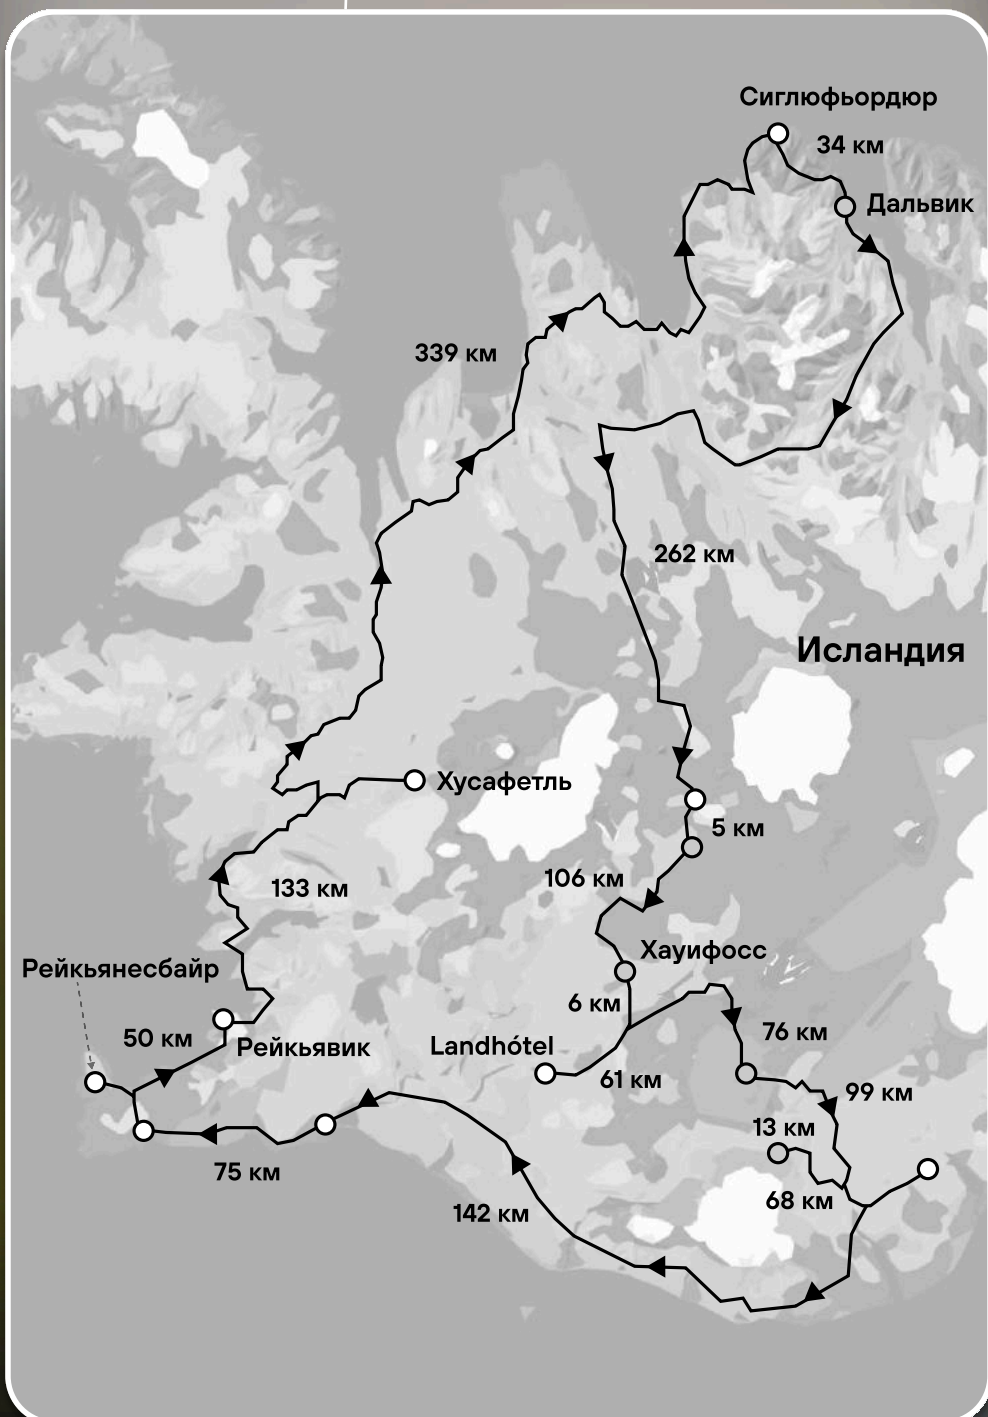 Сиглюфьордюр
34 км
Дальвик
339 км
262 км
Исландия
Хусафетль
5 км
106 км
133 км
Хауифосс
Рейкьянесбайр
6 км
76 км
50 км
Рейкьявик
Landhótel
61 км
99 км
13 км
75 км
68 км
142 км